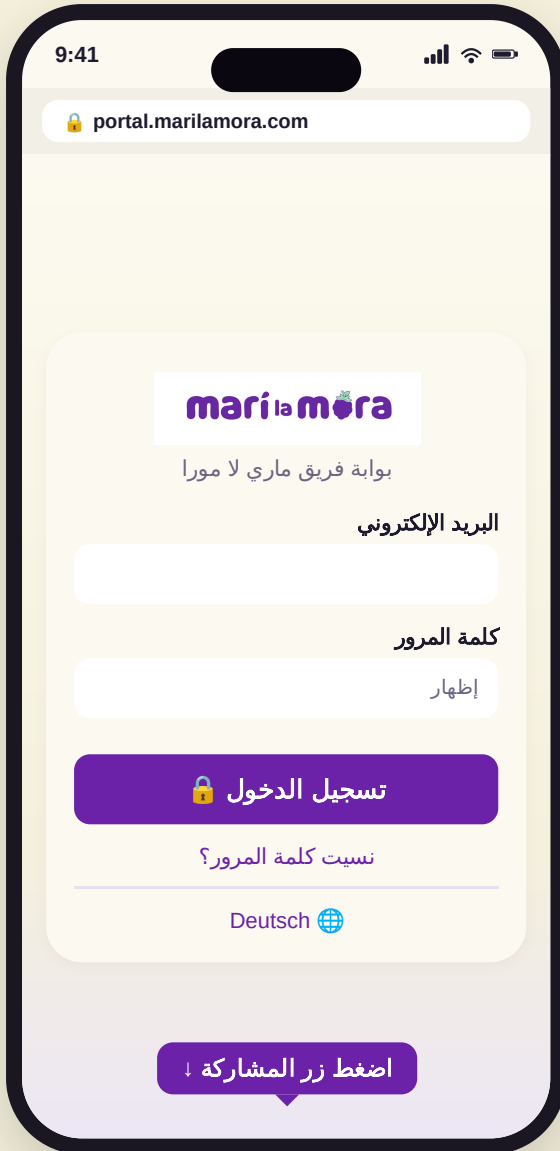 9:41
🔒 portal.marilamora.com
marí la mora
بوابة فريق ماري لا مورا
البريد الإلكتروني
كلمة المرور
إظهار
تسجيل الدخول 🔒
نسيت كلمة المرور؟
🌐 Deutsch
اضغط زر المشاركة ↓